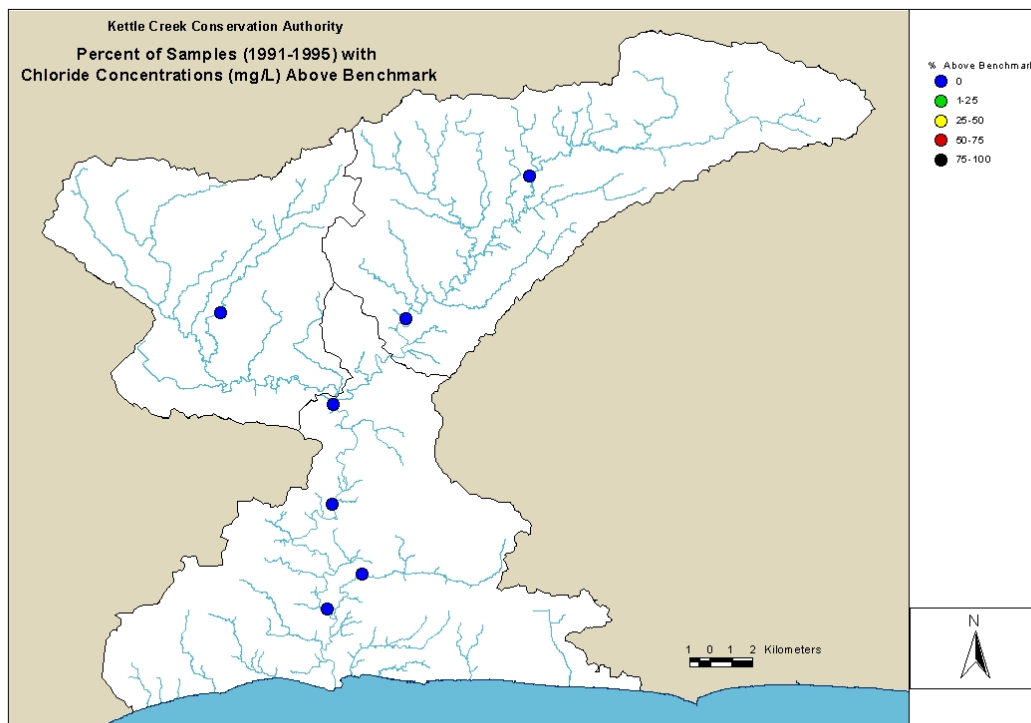 Kettle Creek Conservation Authority
Percent of Samples (1991-1995) with
Chloride Concentrations (mg/L) Above Benchmark
% Above Benchmark
0
1-25
25-50
50-75
75-100
N
1 0 1 2 Kilometers